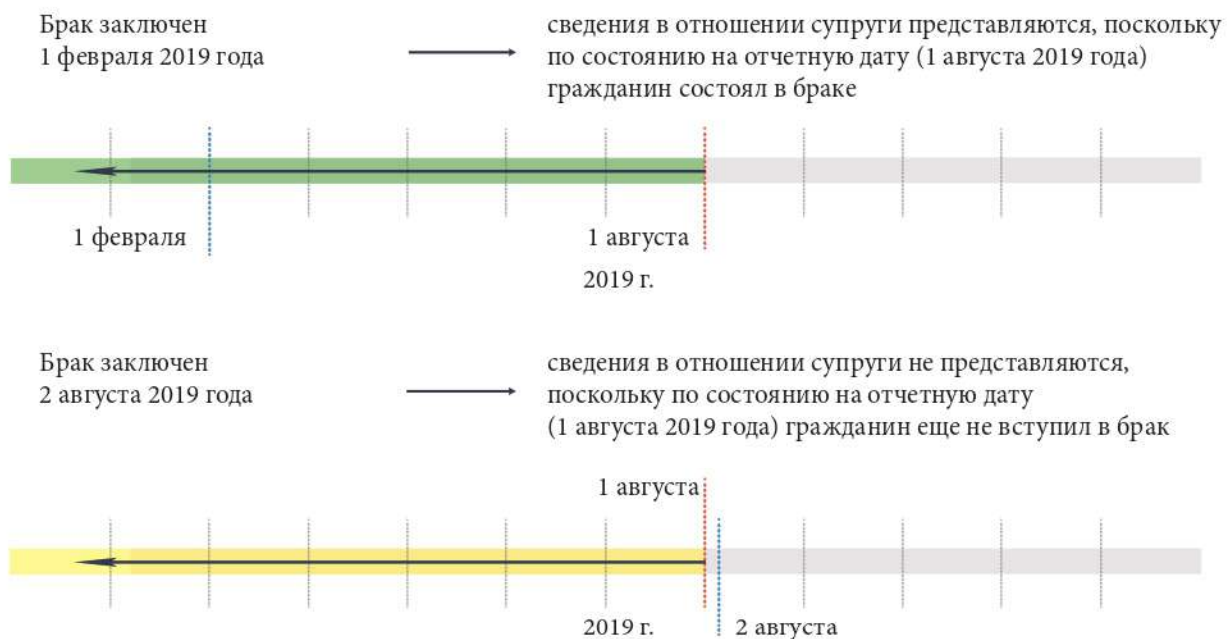 Брак заключен
1 февраля 2019 года
сведения в отношении супруги представляются, поскольку
по состоянию на отчетную дату (1 августа 2019 года)
гражданин состоял в браке
1 февраля
1 августа
2019 г.
Брак заключен
2 августа 2019 года
сведения в отношении супруги не представляются,
поскольку по состоянию на отчетную дату
(1 августа 2019 года) гражданин еще не вступил в брак
1 августа
2019 г.
2 августа